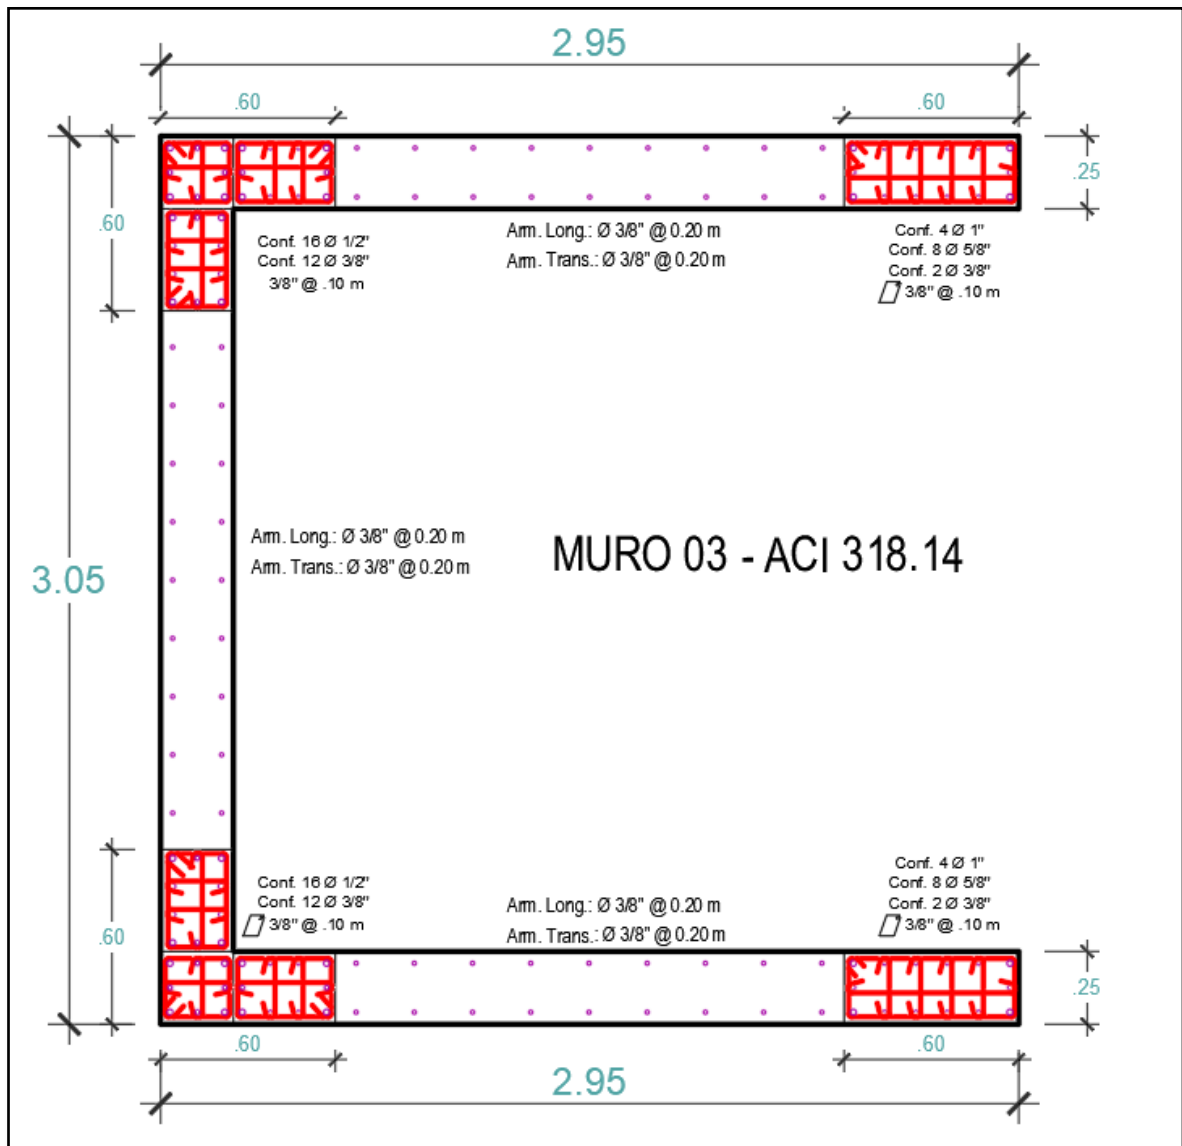 2.95
.60
.60
.25
.60
Conf. 16 Ø 1/2"
Conf. 12 Ø 3/8"
3/8" @ .10 m
Arm. Long.: Ø 3/8" @ 0.20 m
Arm. Trans.: Ø 3/8" @ 0.20 m
Conf. 4 Ø 1"
Conf. 8 Ø 5/8"
Conf. 2 Ø 3/8"
3/8" @ .10 m
3.05
Arm. Long.: Ø 3/8" @ 0.20 m
Arm. Trans.: Ø 3/8" @ 0.20 m
MURO 03 - ACI 318.14
.60
Conf. 16 Ø 1/2"
Conf. 12 Ø 3/8"
3/8" @ .10 m
Arm. Long.: Ø 3/8" @ 0.20 m
Arm. Trans.: Ø 3/8" @ 0.20 m
Conf. 4 Ø 1"
Conf. 8 Ø 5/8"
Conf. 2 Ø 3/8"
3/8" @ .10 m
.25
.60
.60
2.95